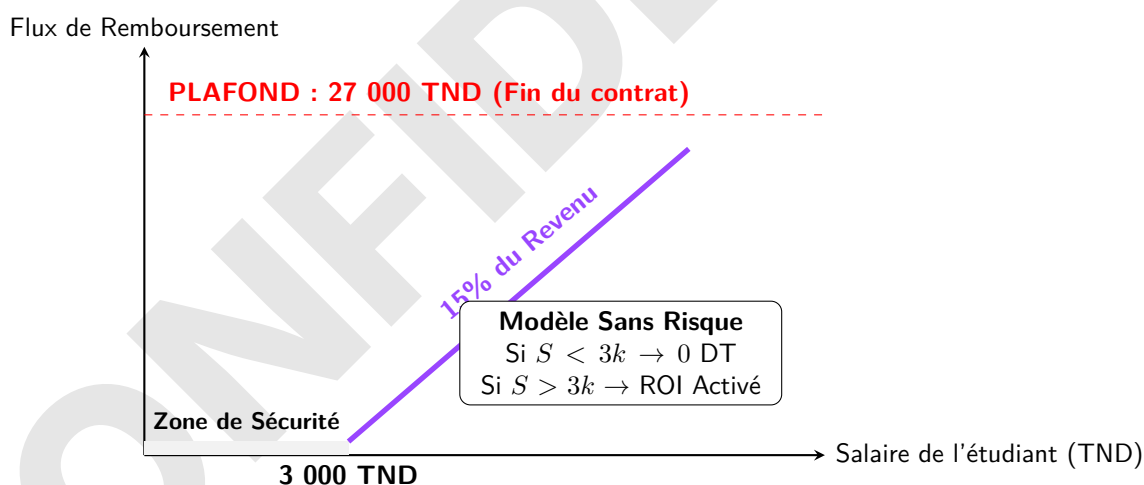 Flux de Remboursement
PLAFOND : 27 000 TND (Fin du contrat)
15% du Revenu
Modèle Sans Risque
Si S < 3k → 0 DT
Si S > 3k → ROI Activé
Zone de Sécurité
Salaire de l'étudiant (TND)
3 000 TND
ONFIDE